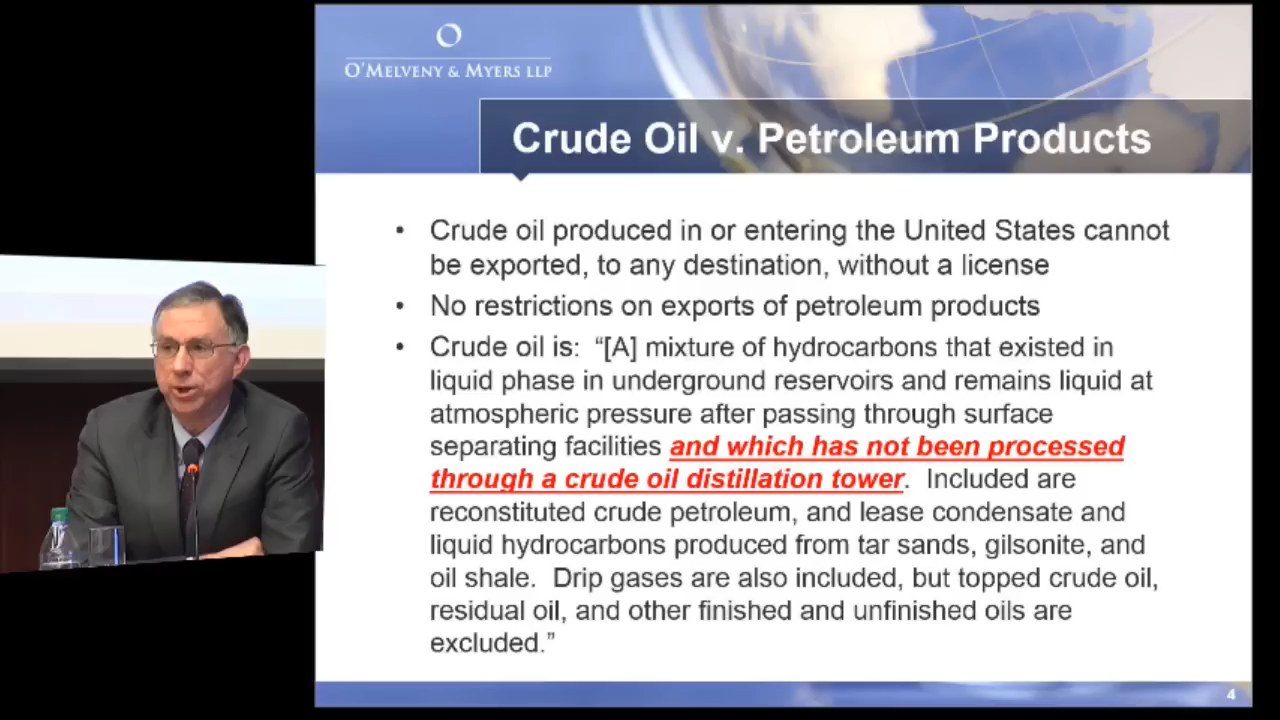 O'MELVENY & MYERS LLP
Crude Oil v. Petroleum Products
• Crude oil produced in or entering the United States cannot
be exported, to any destination, without a license
• No restrictions on exports of petroleum products
• Crude oil is: “[A] mixture of hydrocarbons that existed in
liquid phase in underground reservoirs and remains liquid at
atmospheric pressure after passing through surface
separating facilities and which has not been processed
through a crude oil distillation tower. Included are
reconstituted crude petroleum, and lease condensate and
liquid hydrocarbons produced from tar sands, gilsonite, and
oil shale. Drip gases are also included, but topped crude oil,
residual oil, and other finished and unfinished oils are
excluded.”
4